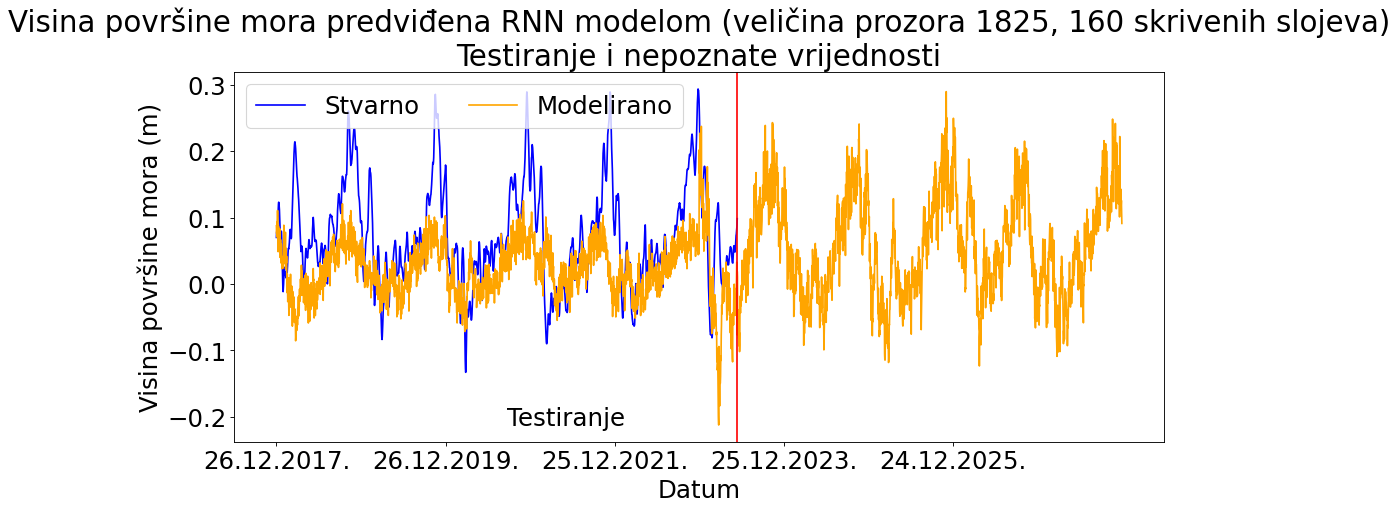 Visina površine mora predviđena RNN modelom (veličina prozora 1825, 160 skrivenih slojeva)
Testiranje i nepoznate vrijednosti
Stvarno Modelirano
Visina površine mora (m)
0.3
0.2
0.1
0.0
−0.1
−0.2
Testiranje
26.12.2017. 26.12.2019. 25.12.2021. 25.12.2023. 24.12.2025.
Datum